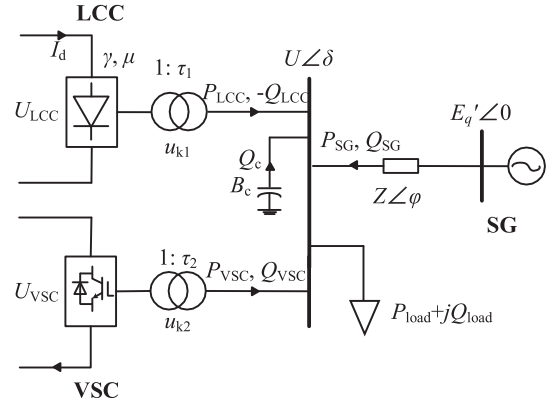 LCC
I_d
γ, μ
U_LCC
1: τ_1
u_k1
P_LCC, -Q_LCC
U∠δ
Q_c
B_c
P_SG, Q_SG
Z∠φ
E_q'∠0
SG
U_VSC
1: τ_2
u_k2
P_VSC, Q_VSC
P_load+jQ_load
VSC